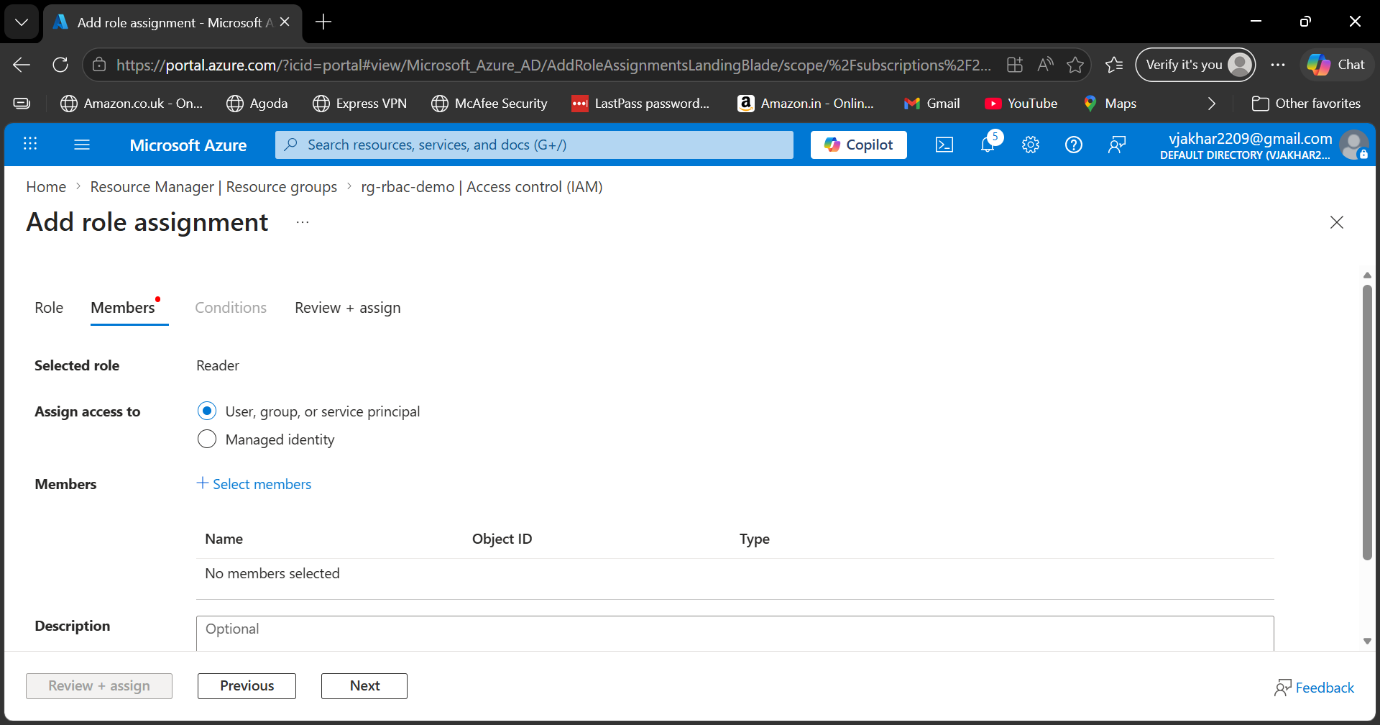 Add role assignment - Microsoft A
https://portal.azure.com/?icid=portal#view/Microsoft_Azure_AD/AddRoleAssignmentsLandingBlade/scope/%2Fsubscriptions%2F2... Verify it's you Chat
Amazon.co.uk - On... Agoda Express VPN McAfee Security LastPass password... Amazon.in - Onlin... Gmail YouTube Maps Other favorites
Microsoft Azure Search resources, services, and docs (G+/) Copilot 5 vjakhar2209@gmail.com
DEFAULT DIRECTORY (VJAKHAR2...
Home > Resource Manager | Resource groups > rg-rbac-demo | Access control (IAM)
Add role assignment ...
Role Members Conditions Review + assign
Selected role Reader
Assign access to User, group, or service principal
Managed identity
Members + Select members
Name Object ID Type
No members selected
Description Optional
Review + assign Previous Next Feedback